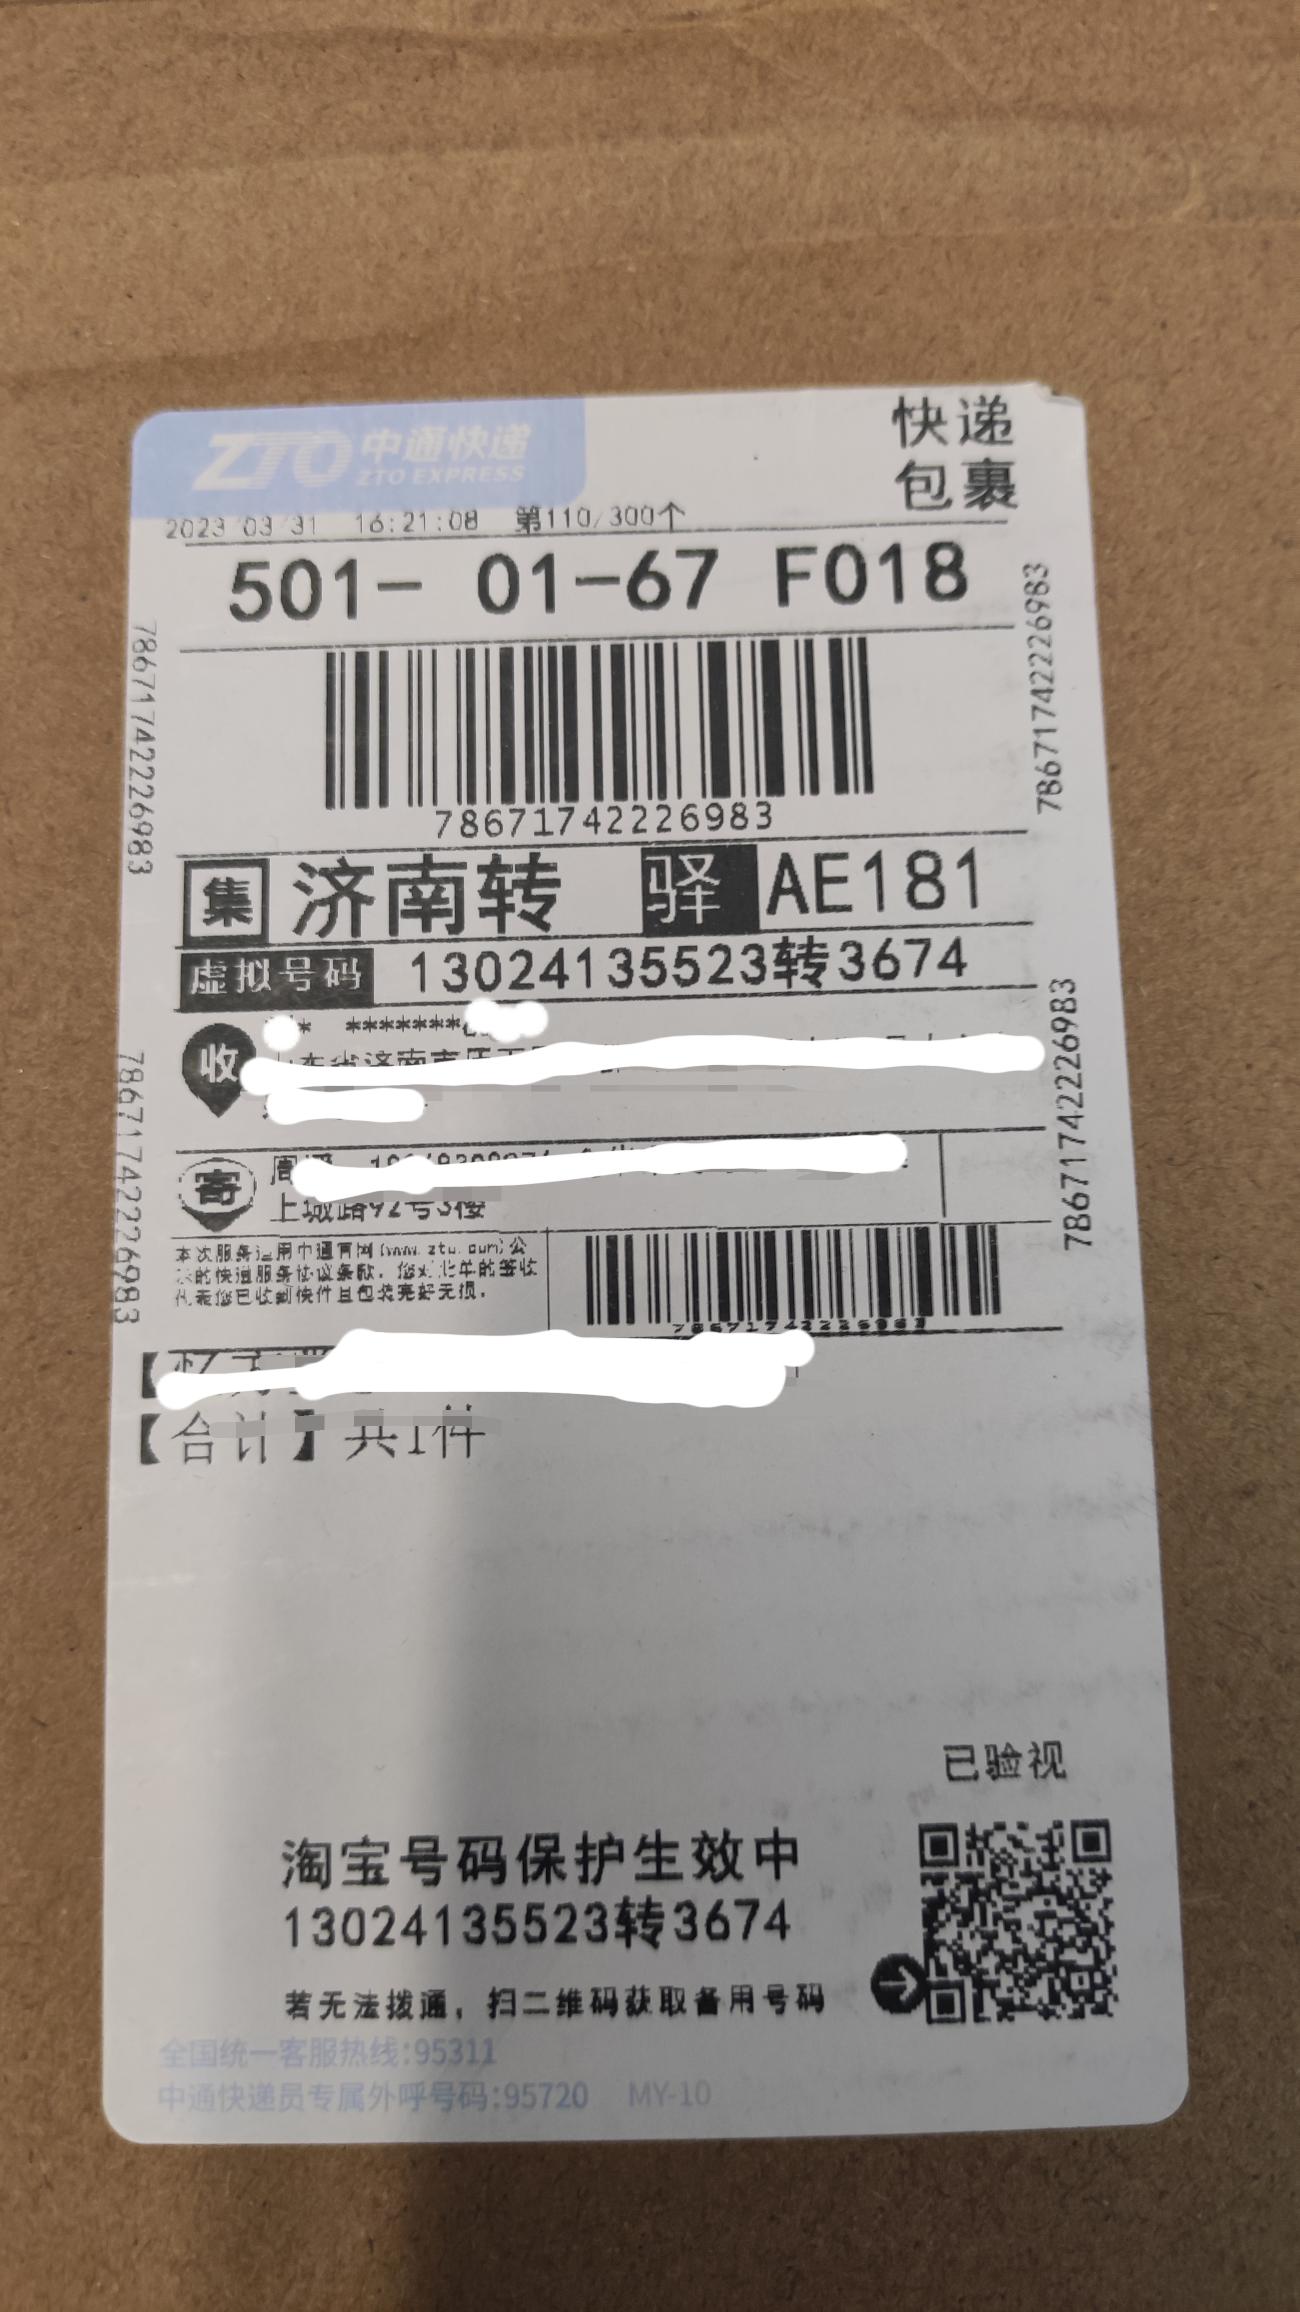 ZTO 中通快递
ZTO EXPRESS
快递
包裹
2023/03/31 16:21:08 第110/300个
501- 01-67 F018
78671742226983
78671742226983
78671742226983
集 济南转 驿 AE181
虚拟号码 13024135523转3674
收 * *******
省济南市
78671742226983
78671742226983
寄 周
上城路92号3楼
本次服务适用中通官网(www.zto.com)公
示的快递服务协议条款，您对此单的签收
代表您已收到快件且包装完好无损。
78671742226983
【合计】共1件
已验视
淘宝号码保护生效中
13024135523转3674
若无法拨通，扫二维码获取备用号码
全国统一客服热线:95311
中通快递员专属外呼号码:95720 MY-10